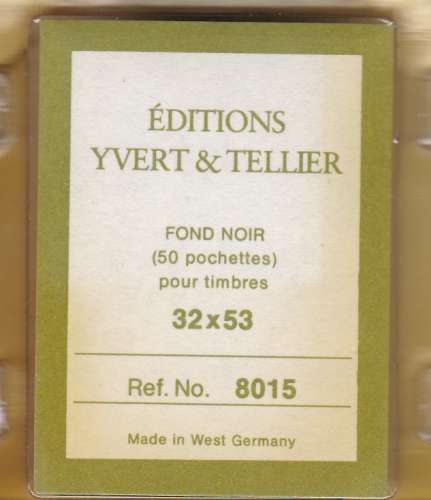 ÉDITIONS
YVERT & TELLIER
FOND NOIR
(50 pochettes)
pour timbres
32x53
Ref. No. 8015
Made in West Germany